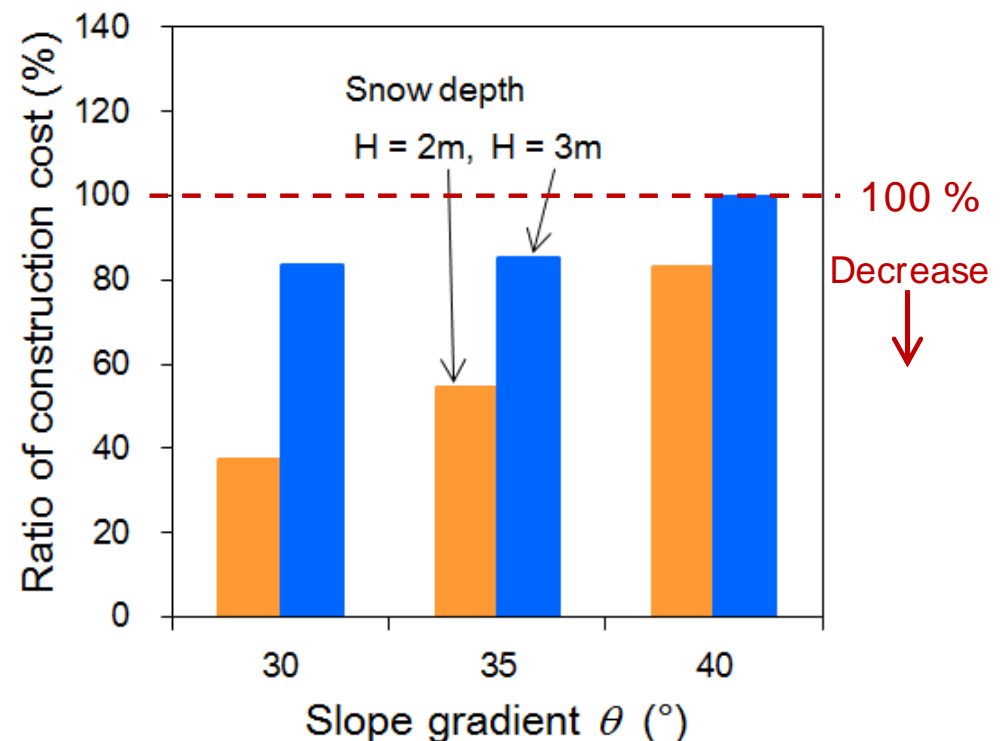 Ratio of construction cost (%)
140
120
100
80
60
40
20
0
Snow depth
H = 2m, H = 3m
100 %
Decrease
30
35
40
Slope gradient θ (°)